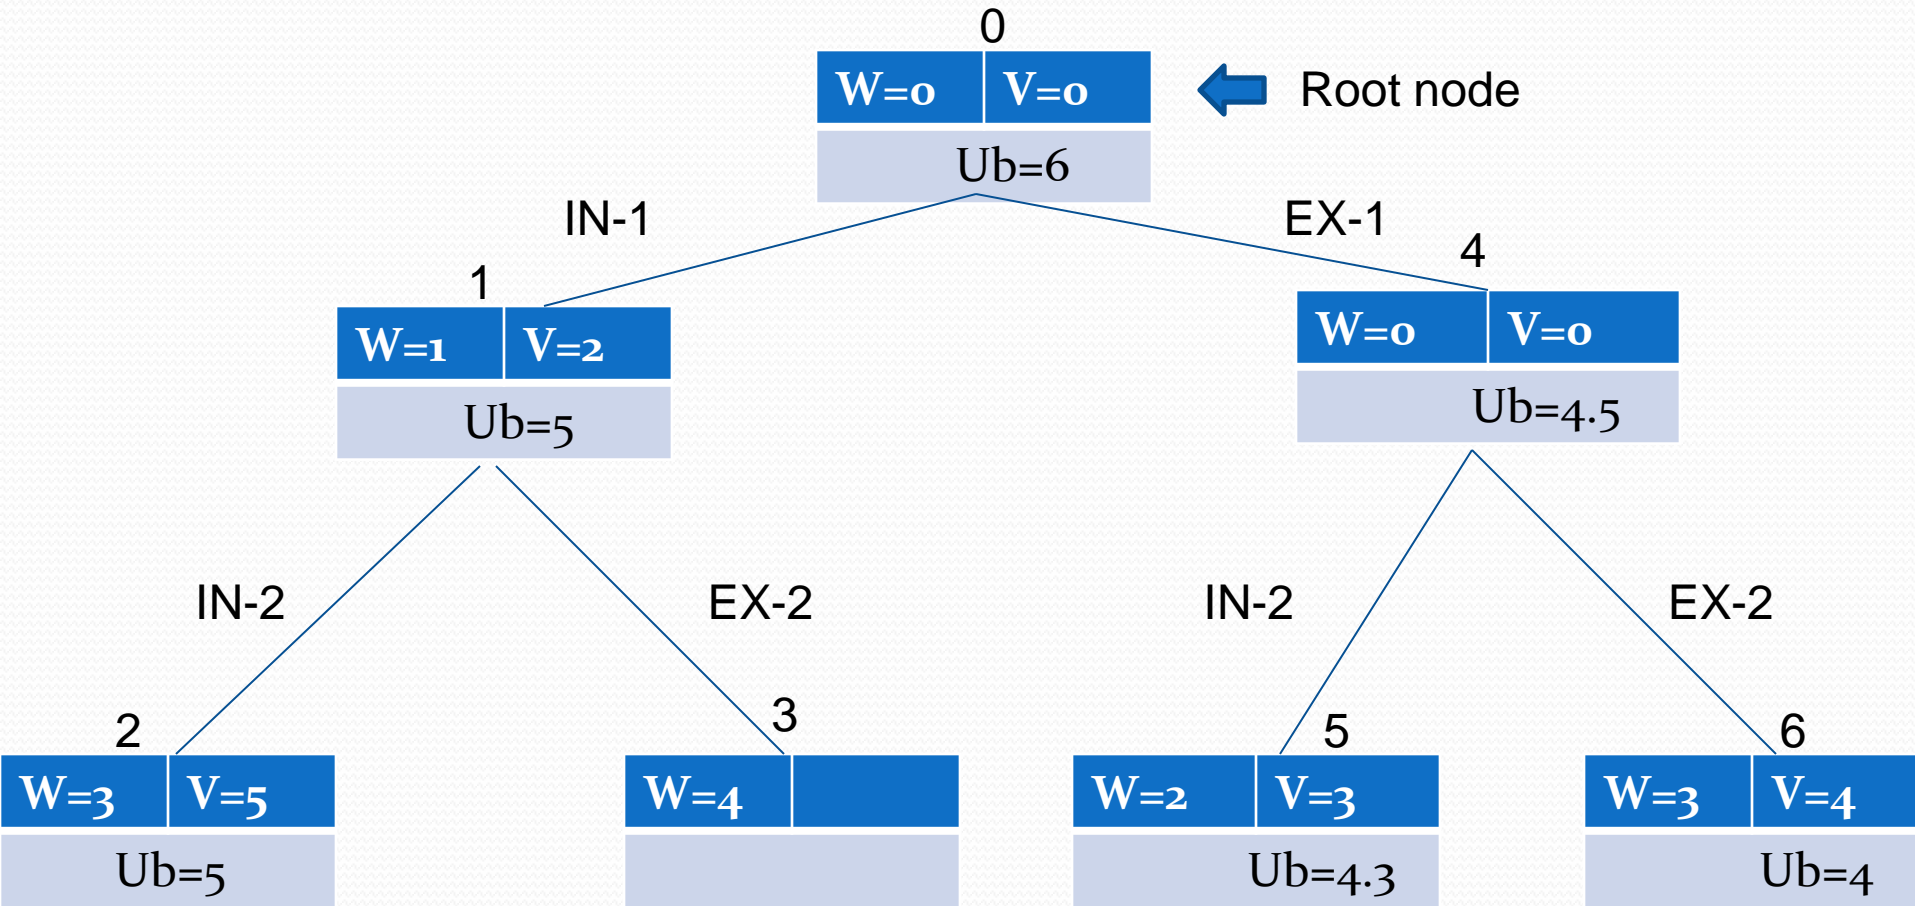 0
W=0 V=0
Root node
Ub=6
IN-1
EX-1
1
4
W=1 V=2
W=0 V=0
Ub=5
Ub=4.5
IN-2
EX-2
IN-2
EX-2
2
3
5
6
W=3 V=5
W=4
W=2 V=3
W=3 V=4
Ub=5
Ub=4.3
Ub=4